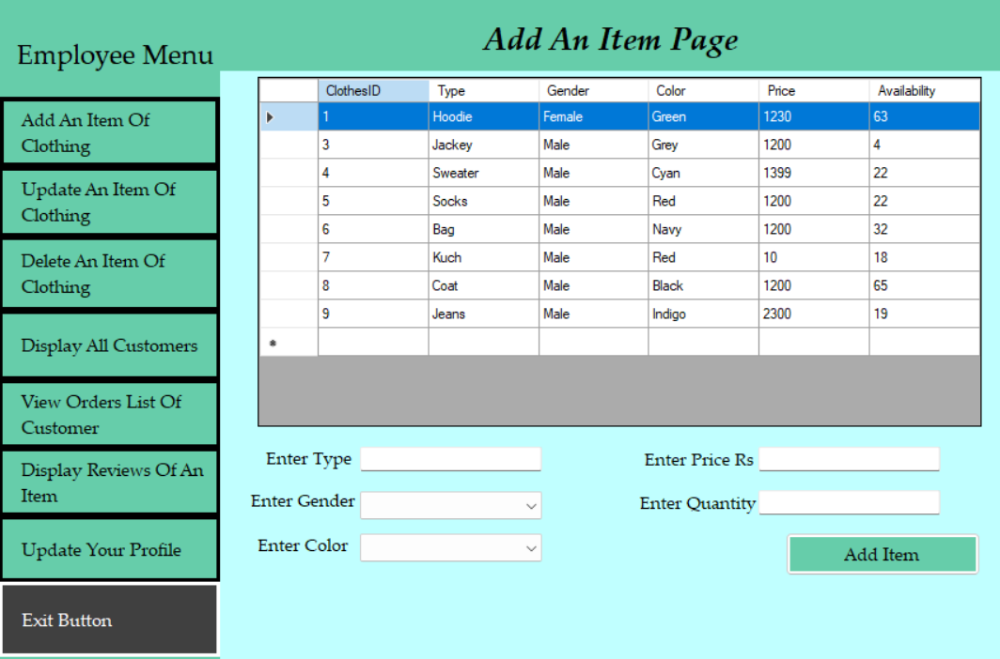 Employee Menu
Add An Item Page
Add An Item Of
Clothing
Update An Item Of
Clothing
Delete An Item Of
Clothing
Display All Customers
View Orders List Of
Customer
Display Reviews Of An
Item
Update Your Profile
Exit Button
ClothesID Type Gender Color Price Availability
1 Hoodie Female Green 1230 63
3 Jackey Male Grey 1200 4
4 Sweater Male Cyan 1399 22
5 Socks Male Red 1200 22
6 Bag Male Navy 1200 32
7 Kuch Male Red 10 18
8 Coat Male Black 1200 65
9 Jeans Male Indigo 2300 19
Enter Type
Enter Gender
Enter Color
Enter Price Rs
Enter Quantity
Add Item